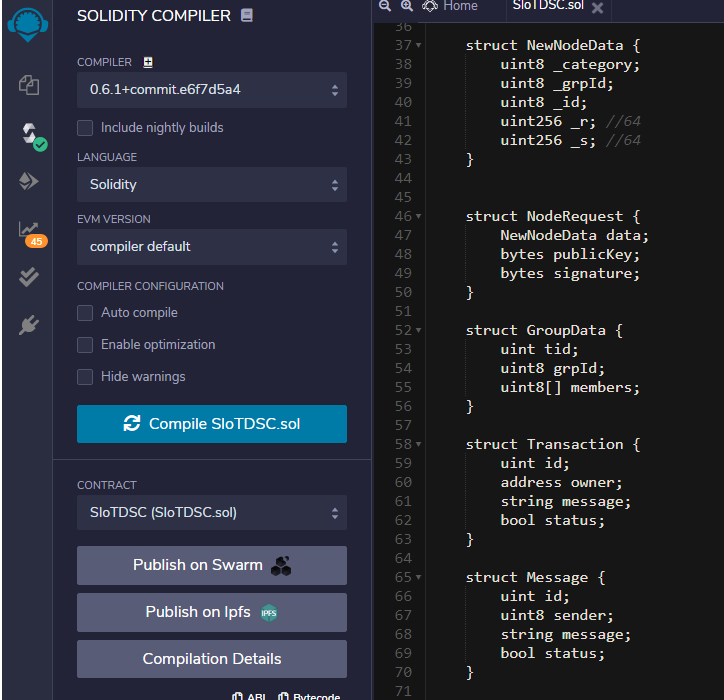 SOLIDITY COMPILER
COMPILER
0.6.1+commit.e6f7d5a4
Include nightly builds
LANGUAGE
Solidity
EVM VERSION
compiler default
COMPILER CONFIGURATION
Auto compile
Enable optimization
Hide warnings
Compile SIoTDSC.sol
CONTRACT
SIoTDSC (SIoTDSC.sol)
Publish on Swarm
Publish on Ipfs
IPFS
Compilation Details
ABI Bytecode
45
Home SIoTDSC.sol
36
37 struct NewNodeData {
38 uint8 _category;
39 uint8 _grpId;
40 uint8 _id;
41 uint256 _r; //64
42 uint256 _s; //64
43 }
44
45
46 struct NodeRequest {
47 NewNodeData data;
48 bytes publicKey;
49 bytes signature;
50 }
51
52 struct GroupData {
53 uint tid;
54 uint8 grpId;
55 uint8[] members;
56 }
57
58 struct Transaction {
59 uint id;
60 address owner;
61 string message;
62 bool status;
63 }
64
65 struct Message {
66 uint id;
67 uint8 sender;
68 string message;
69 bool status;
70 }
71